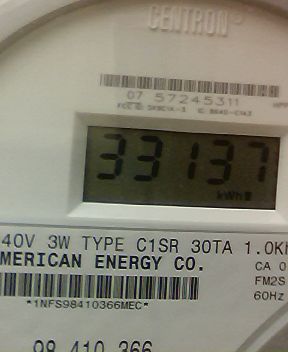 CENTRON®
07 57245311
33137
kWh
40V 3W TYPE C1SR 30TA 1.0K
MERICAN ENERGY CO.
CA 0
FM2S
60Hz
*1NFS98410366MEC*
98 410 366